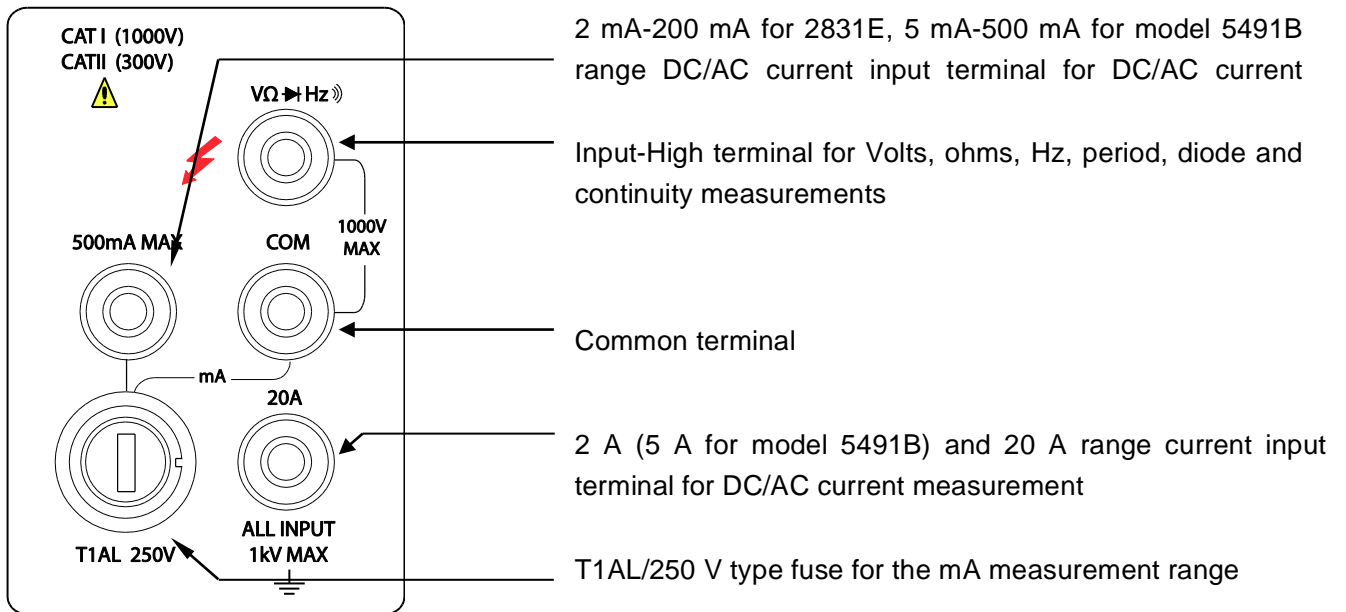 CAT I (1000V)
CATII (300V)
VΩ Hz
500mA MAX
COM
1000V
MAX
mA
20A
T1AL 250V
ALL INPUT
1kV MAX
2 mA-200 mA for 2831E, 5 mA-500 mA for model 5491B
range DC/AC current input terminal for DC/AC current
Input-High terminal for Volts, ohms, Hz, period, diode and
continuity measurements
Common terminal
2 A (5 A for model 5491B) and 20 A range current input
terminal for DC/AC current measurement
T1AL/250 V type fuse for the mA measurement range